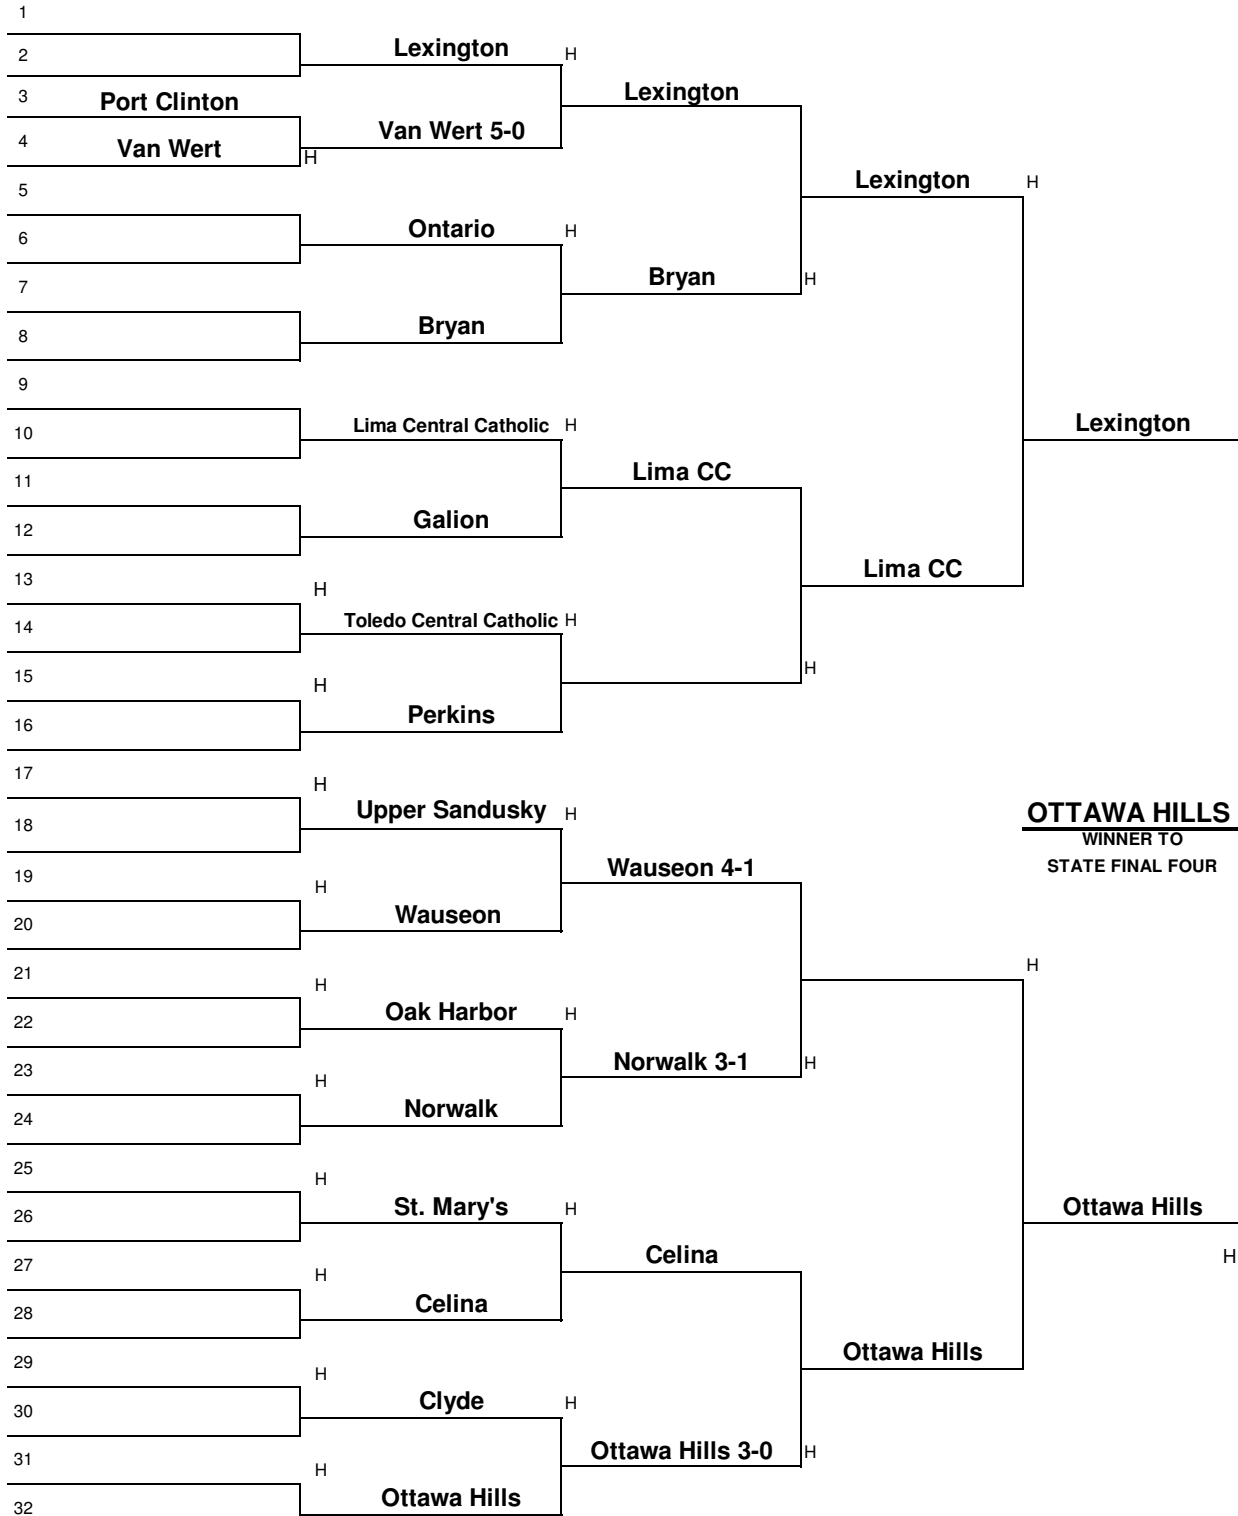 1
2
Lexington H
3 Port Clinton
Lexington
4 Van Wert H
Van Wert 5-0
5
Lexington H
6
Ontario H
7
Bryan H
8
Bryan
9
10
Lima Central Catholic H
Lexington
11
Lima CC
12
Galion
13 H
Lima CC
14
Toledo Central Catholic H
15 H
H
16
Perkins
17 H
18
Upper Sandusky H
OTTAWA HILLS
WINNER TO
STATE FINAL FOUR
19 H
Wauseon 4-1
20
Wauseon
21 H
H
22
Oak Harbor H
23 H
Norwalk 3-1 H
24
Norwalk
25 H
26
St. Mary's H
Ottawa Hills
27 H
Celina
H
28
Celina
29 H
Ottawa Hills
30
Clyde H
31 H
Ottawa Hills 3-0 H
32
Ottawa Hills